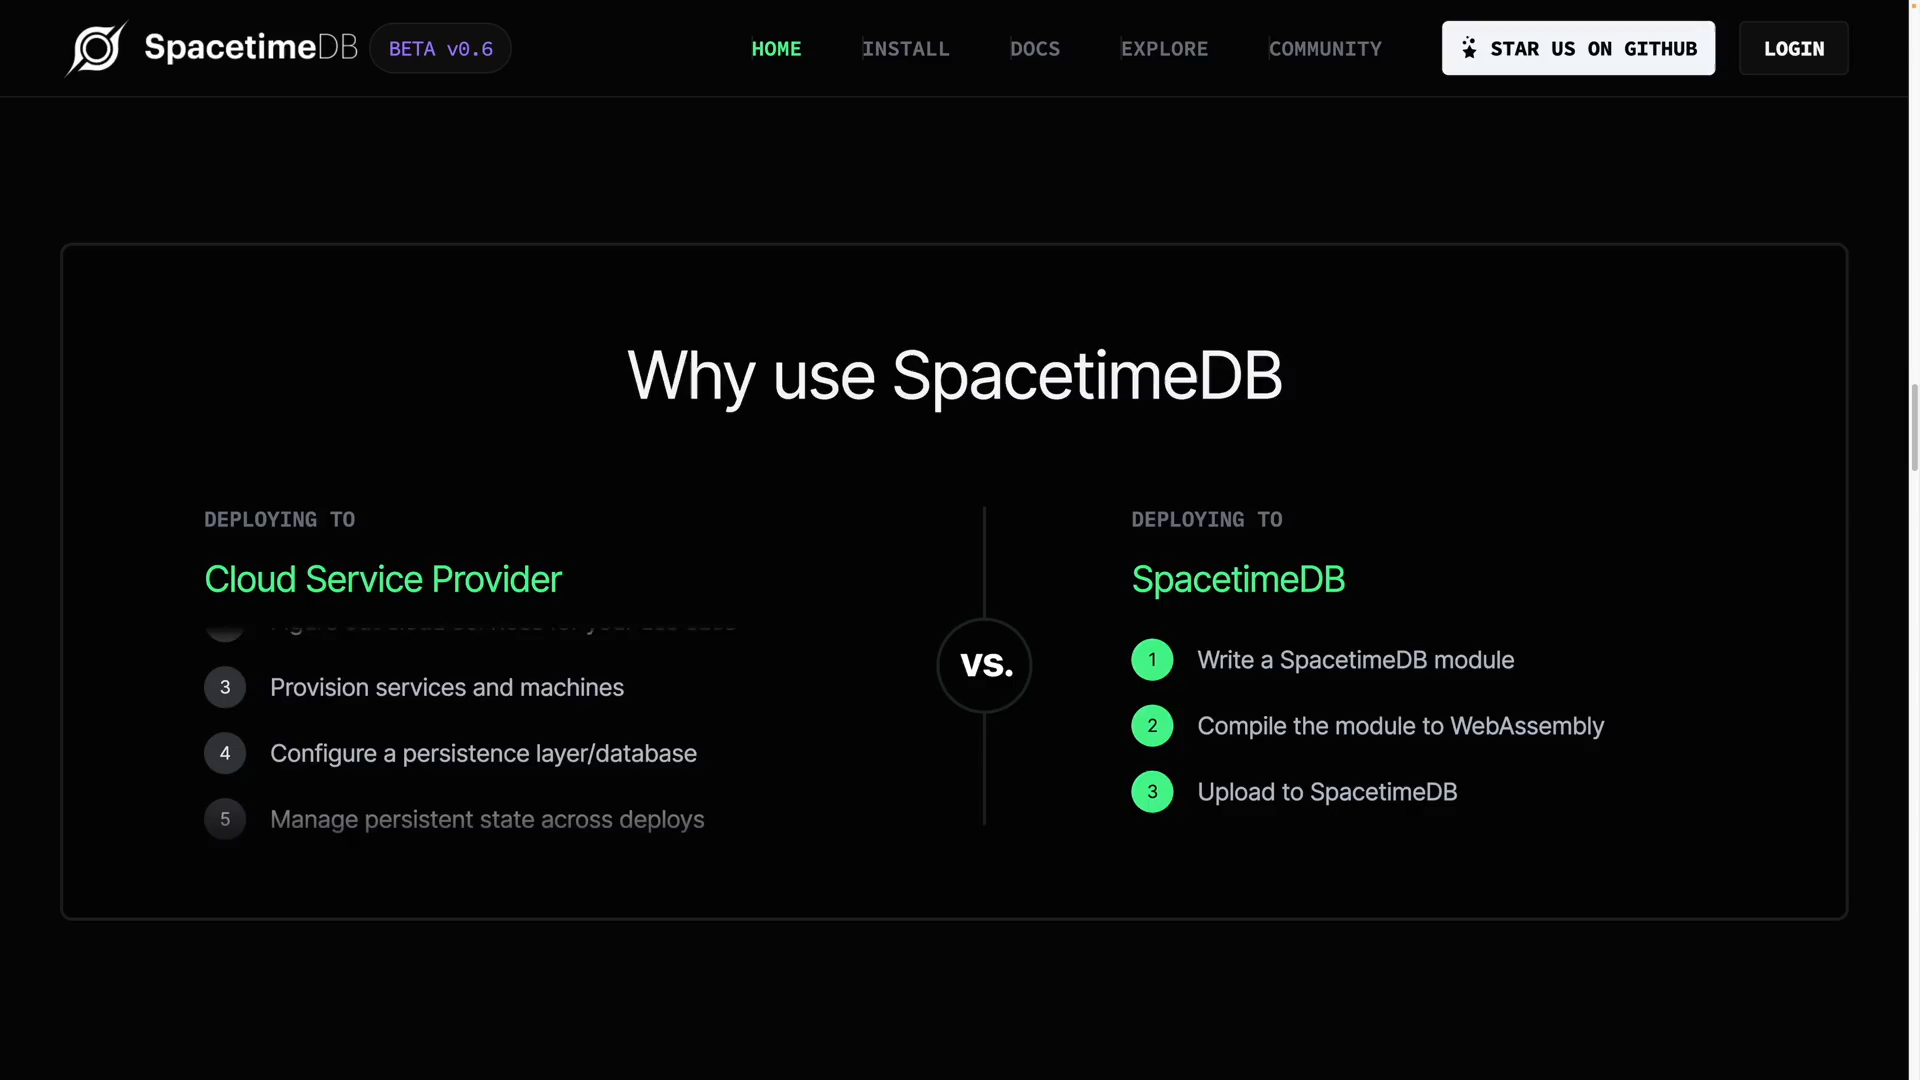 SpacetimeDB BETA v0.6 HOME INSTALL DOCS EXPLORE COMMUNITY STAR US ON GITHUB LOGIN
Why use SpacetimeDB
DEPLOYING TO
Cloud Service Provider
3 Provision services and machines
4 Configure a persistence layer/database
5 Manage persistent state across deploys
vs.
DEPLOYING TO
SpacetimeDB
1 Write a SpacetimeDB module
2 Compile the module to WebAssembly
3 Upload to SpacetimeDB